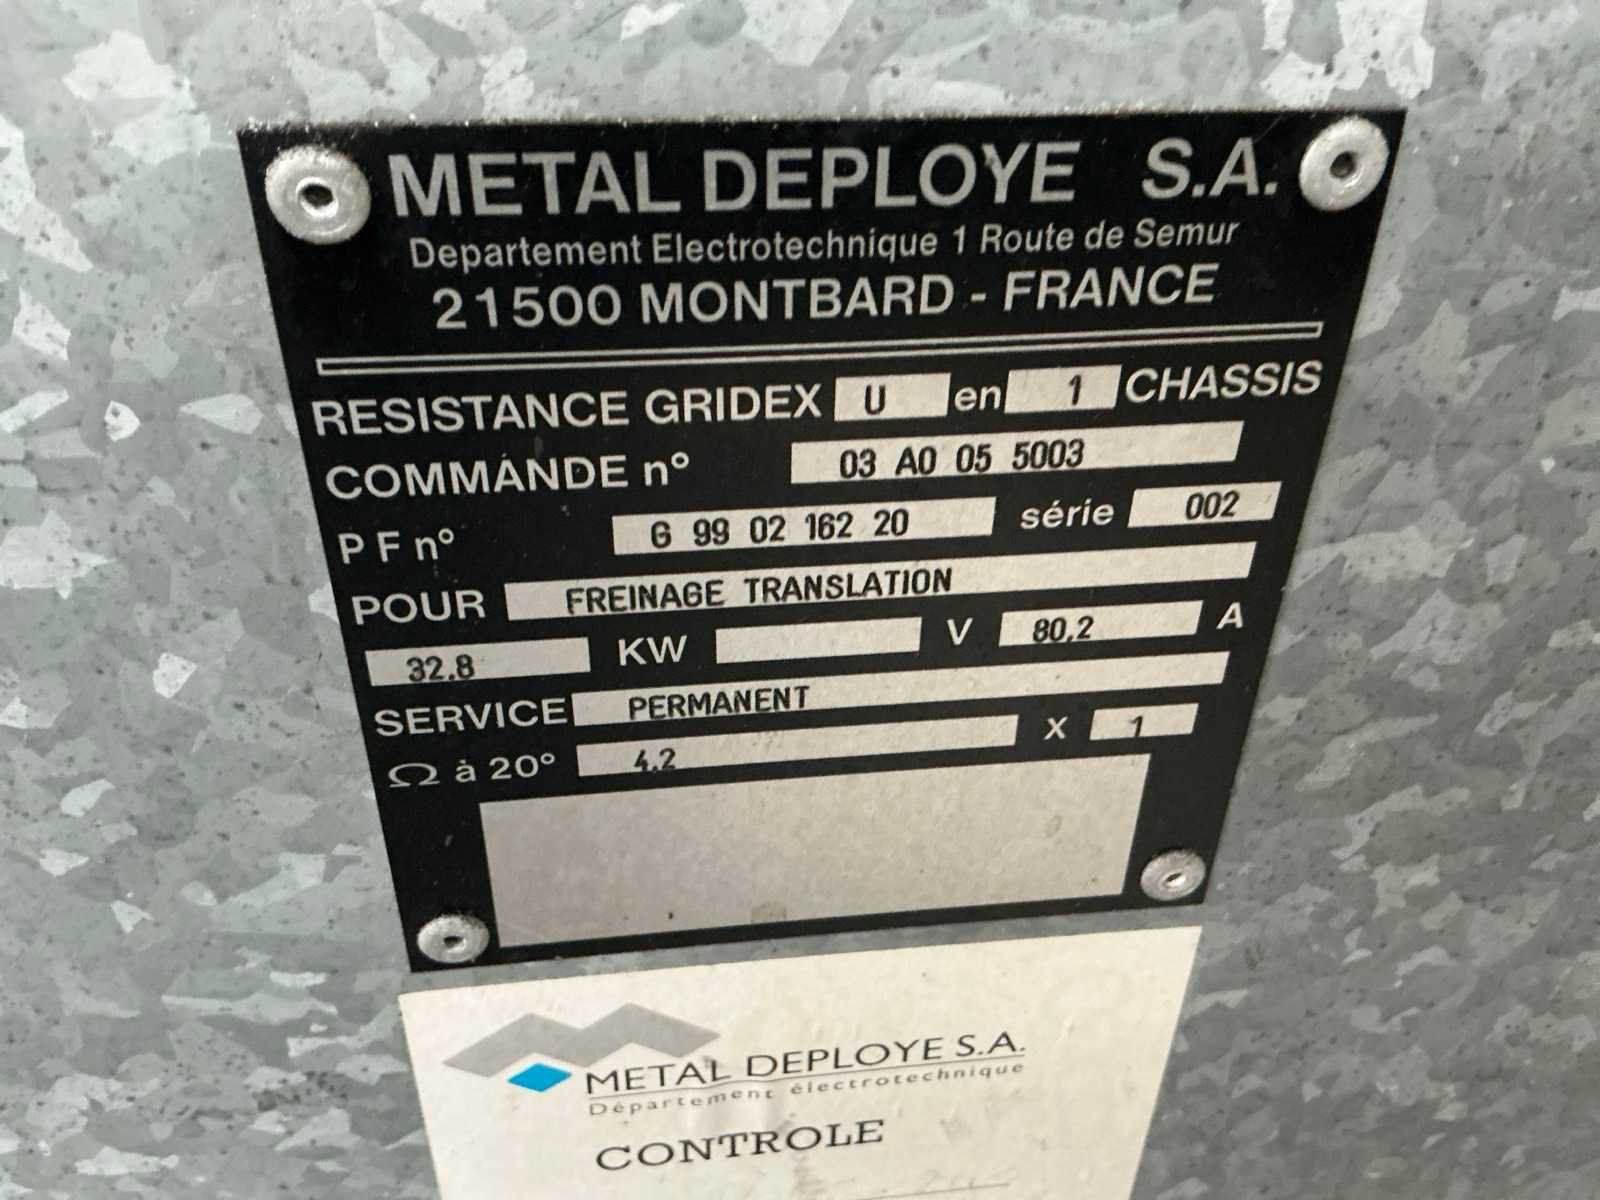 METAL DEPLOYE S.A.
Departement Electrotechnique 1 Route de Semur
21500 MONTBARD - FRANCE
RESISTANCE GRIDEX U en 1 CHASSIS
COMMANDE n° 03 A0 05 5003
P F n° G 99 02 162 20 série 002
POUR FREINAGE TRANSLATION
32.8 KW V 80,2 A
SERVICE PERMANENT
Ω à 20° 4.2 X 1
METAL DEPLOYE S.A.
Département électrotechnique
CONTROLE